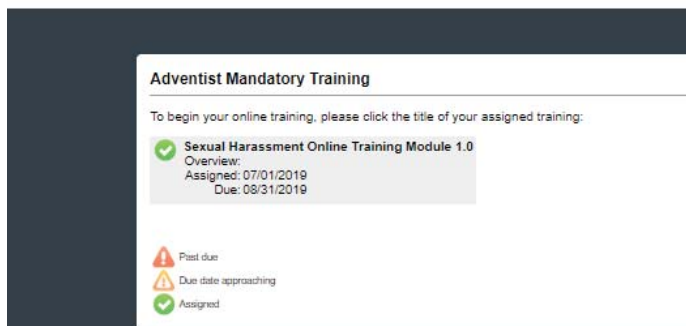 Adventist Mandatory Training
To begin your online training, please click the title of your assigned training:
Sexual Harassment Online Training Module 1.0
Overview:
Assigned: 07/01/2019
Due: 08/31/2019
Past due
Due date approaching
Assigned